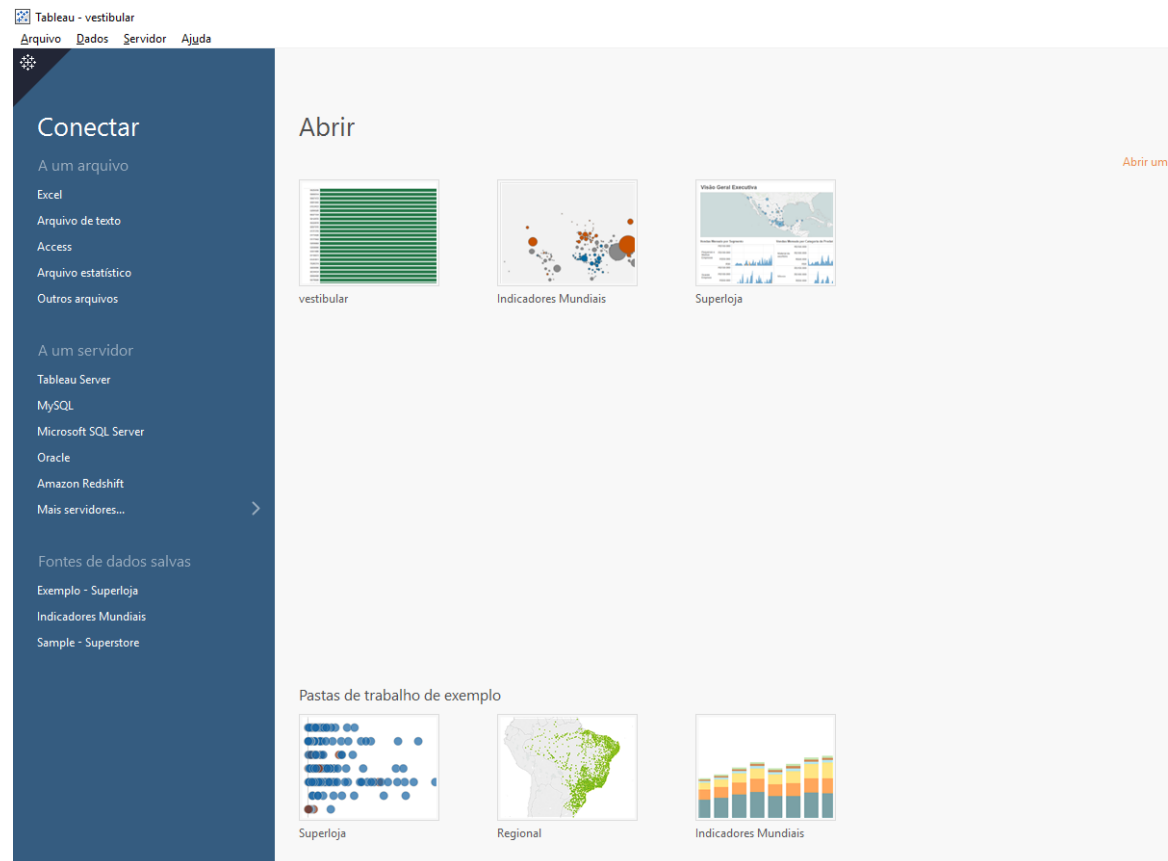 Tableau - vestibular
Arquivo Dados Servidor Ajuda
Conectar
A um arquivo
Excel
Arquivo de texto
Access
Arquivo estatístico
Outros arquivos
A um servidor
Tableau Server
MySQL
Microsoft SQL Server
Oracle
Amazon Redshift
Mais servidores...
Fontes de dados salvas
Exemplo - Superloja
Indicadores Mundiais
Sample - Superstore
Abrir
Abrir um
Visão Geral Executiva
vestibular
Indicadores Mundiais
Superloja
Pastas de trabalho de exemplo
Superloja
Regional
Indicadores Mundiais